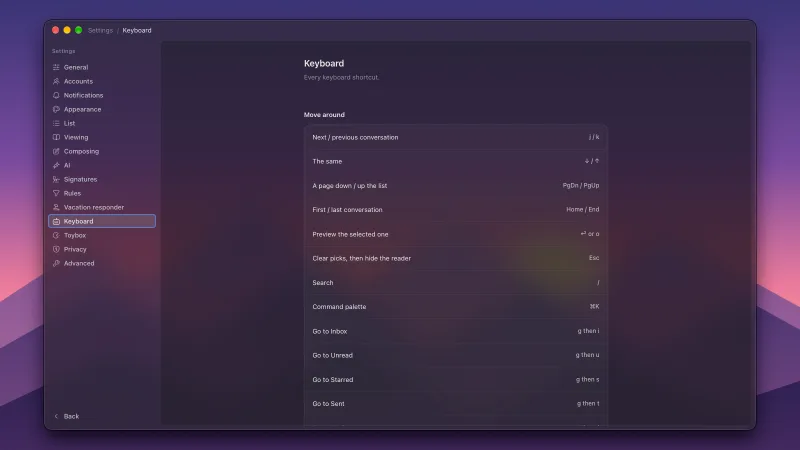 Settings | Keyboard
Settings
General
Accounts
Notifications
Appearance
List
Viewing
Composing
AI
Signatures
Rules
Vacation responder
Keyboard
Toybox
Privacy
Advanced
Back
Keyboard
Every keyboard shortcut.
Move around
Next / previous conversation j / k
The same ↓ / ↑
A page down / up the list PgDn / PgUp
First / last conversation Home / End
Preview the selected one ⏎ or o
Clear picks, then hide the reader Esc
Search /
Command palette ⌘K
Go to Inbox g then i
Go to Unread g then u
Go to Starred g then s
Go to Sent g then t